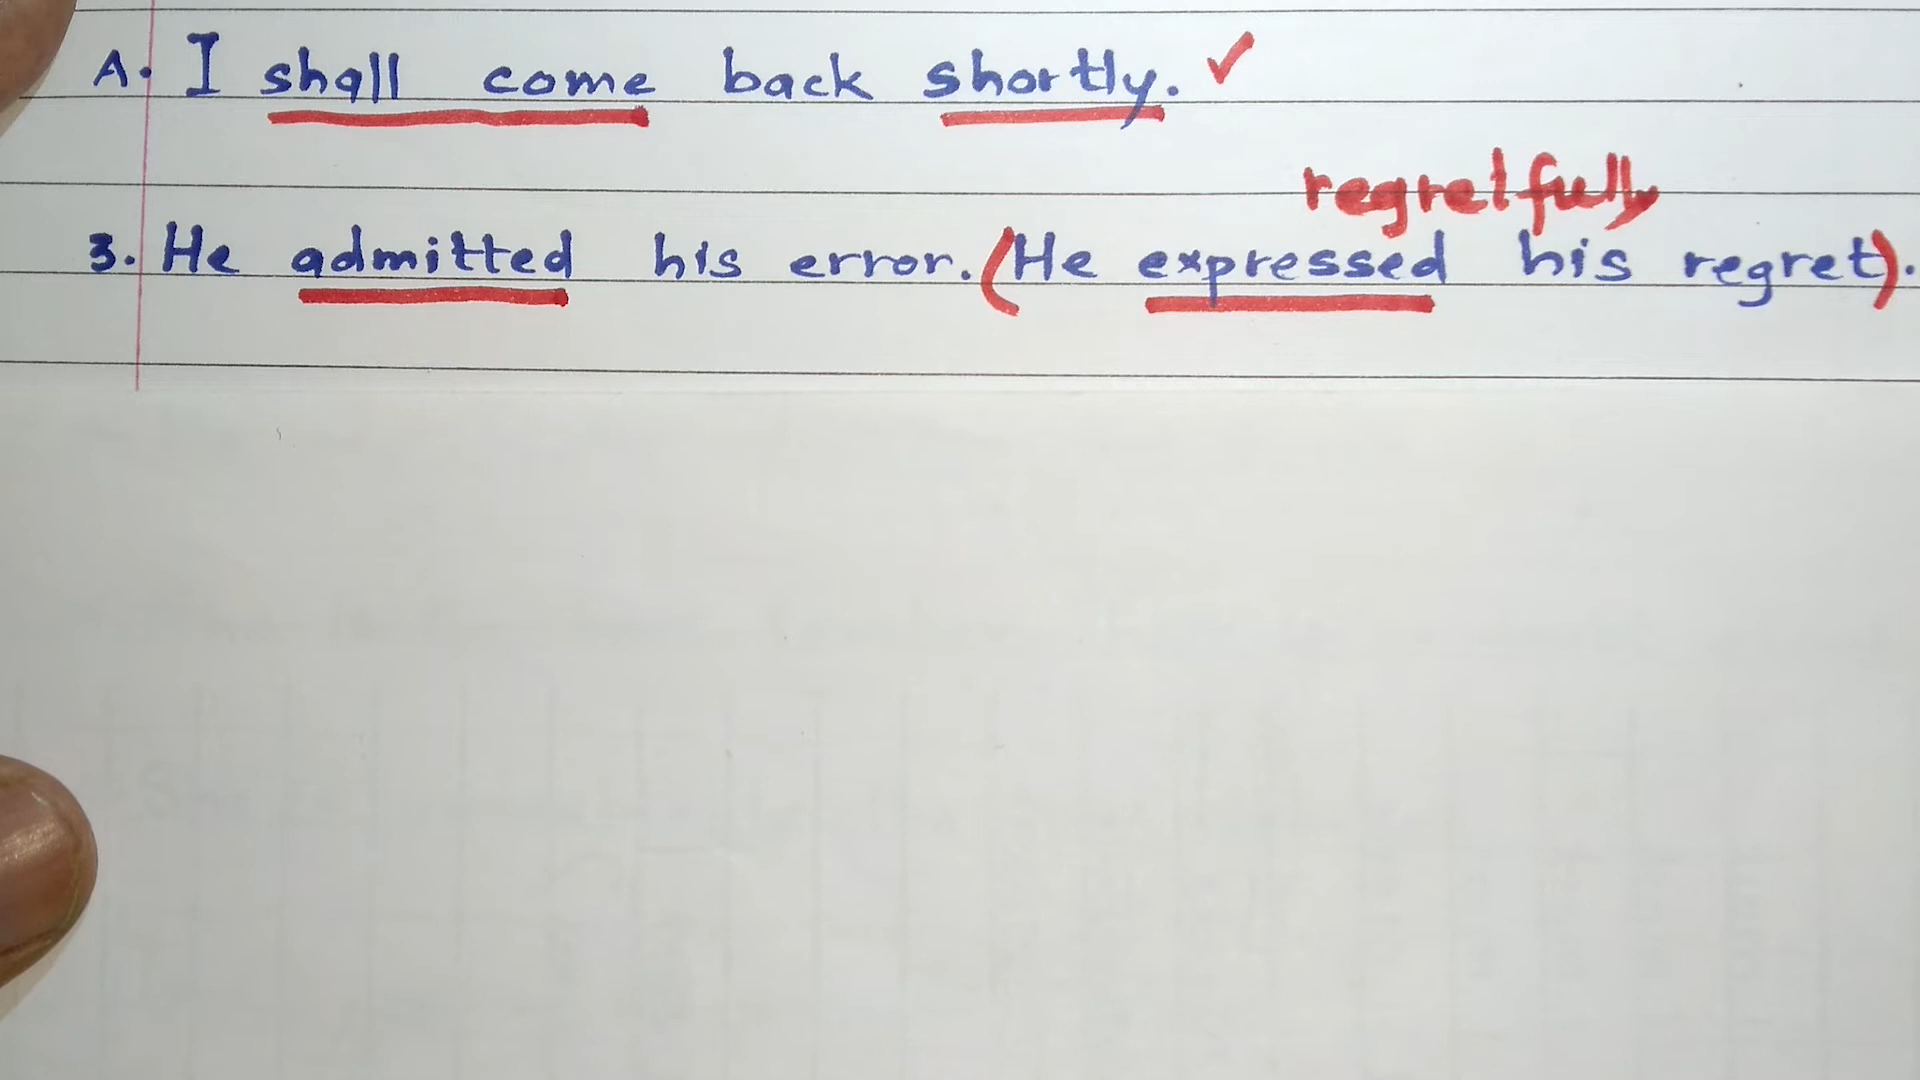 A. I shall come back shortly. ✓
regretfully
3. He admitted his error. (He expressed his regret).